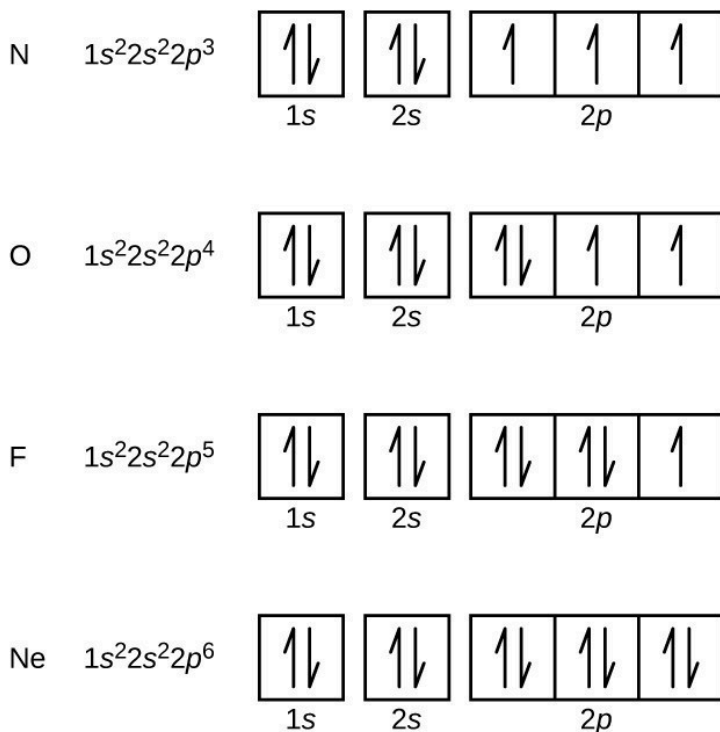 N 1s²2s²2p³
1s 2s 2p
O 1s²2s²2p⁴
1s 2s 2p
F 1s²2s²2p⁵
1s 2s 2p
Ne 1s²2s²2p⁶
1s 2s 2p